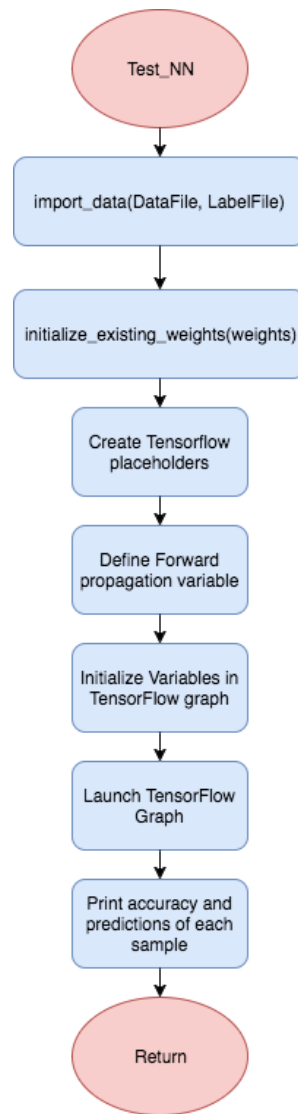 Test_NN
import_data(DataFile, LabelFile)
initialize_existing_weights(weights)
Create Tensorflow
placeholders
Define Forward
propagation variable
Initialize Variables in
TensorFlow graph
Launch TensorFlow
Graph
Print accuracy and
predictions of each
sample
Return